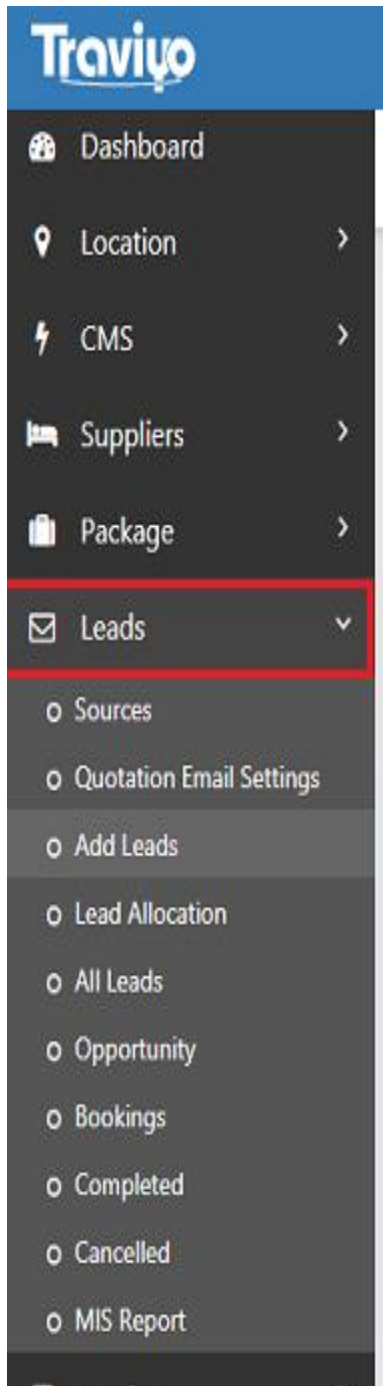 Traviyo
Dashboard
Location
CMS
Suppliers
Package
Leads
Sources
Quotation Email Settings
Add Leads
Lead Allocation
All Leads
Opportunity
Bookings
Completed
Cancelled
MIS Report